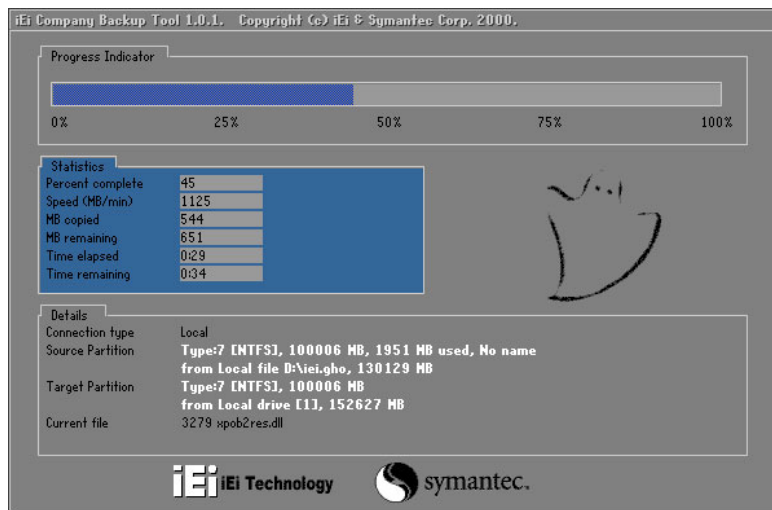 iEi Company Backup Tool 1.0.1. Copyright (c) iEi & Symantec Corp. 2000.
Progress Indicator
0% 25% 50% 75% 100%
Statistics
Percent complete 45
Speed (MB/min) 1125
MB copied 544
MB remaining 651
Time elapsed 0:29
Time remaining 0:34
Details
Connection type Local
Source Partition Type:7 [NTFS], 100006 MB, 1951 MB used, No name
from Local file D:\iei.gho, 130129 MB
Target Partition Type:7 [NTFS], 100006 MB
from Local drive [1], 152627 MB
Current file 3279 xpob2res.dll
iEi iEi Technology symantec.